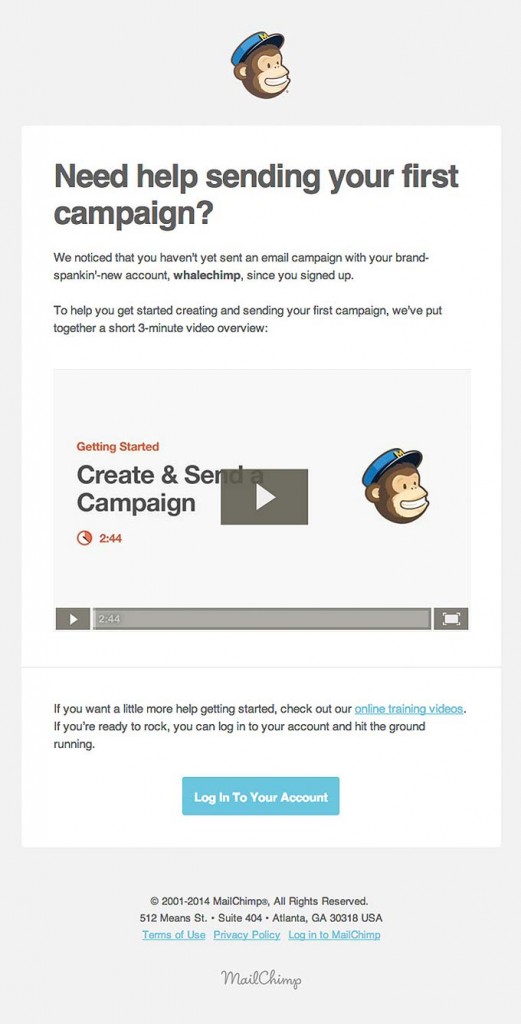 Need help sending your first
campaign?
We noticed that you haven't yet sent an email campaign with your brand-
spankin'-new account, whalechimp, since you signed up.
To help you get started creating and sending your first campaign, we've put
together a short 3-minute video overview:
Getting Started
Create & Send a
Campaign
2:44
2:44
If you want a little more help getting started, check out our online training videos.
If you're ready to rock, you can log in to your account and hit the ground
running.
Log In To Your Account
© 2001-2014 MailChimp®, All Rights Reserved.
512 Means St. • Suite 404 • Atlanta, GA 30318 USA
Terms of Use Privacy Policy Log in to MailChimp
MailChimp